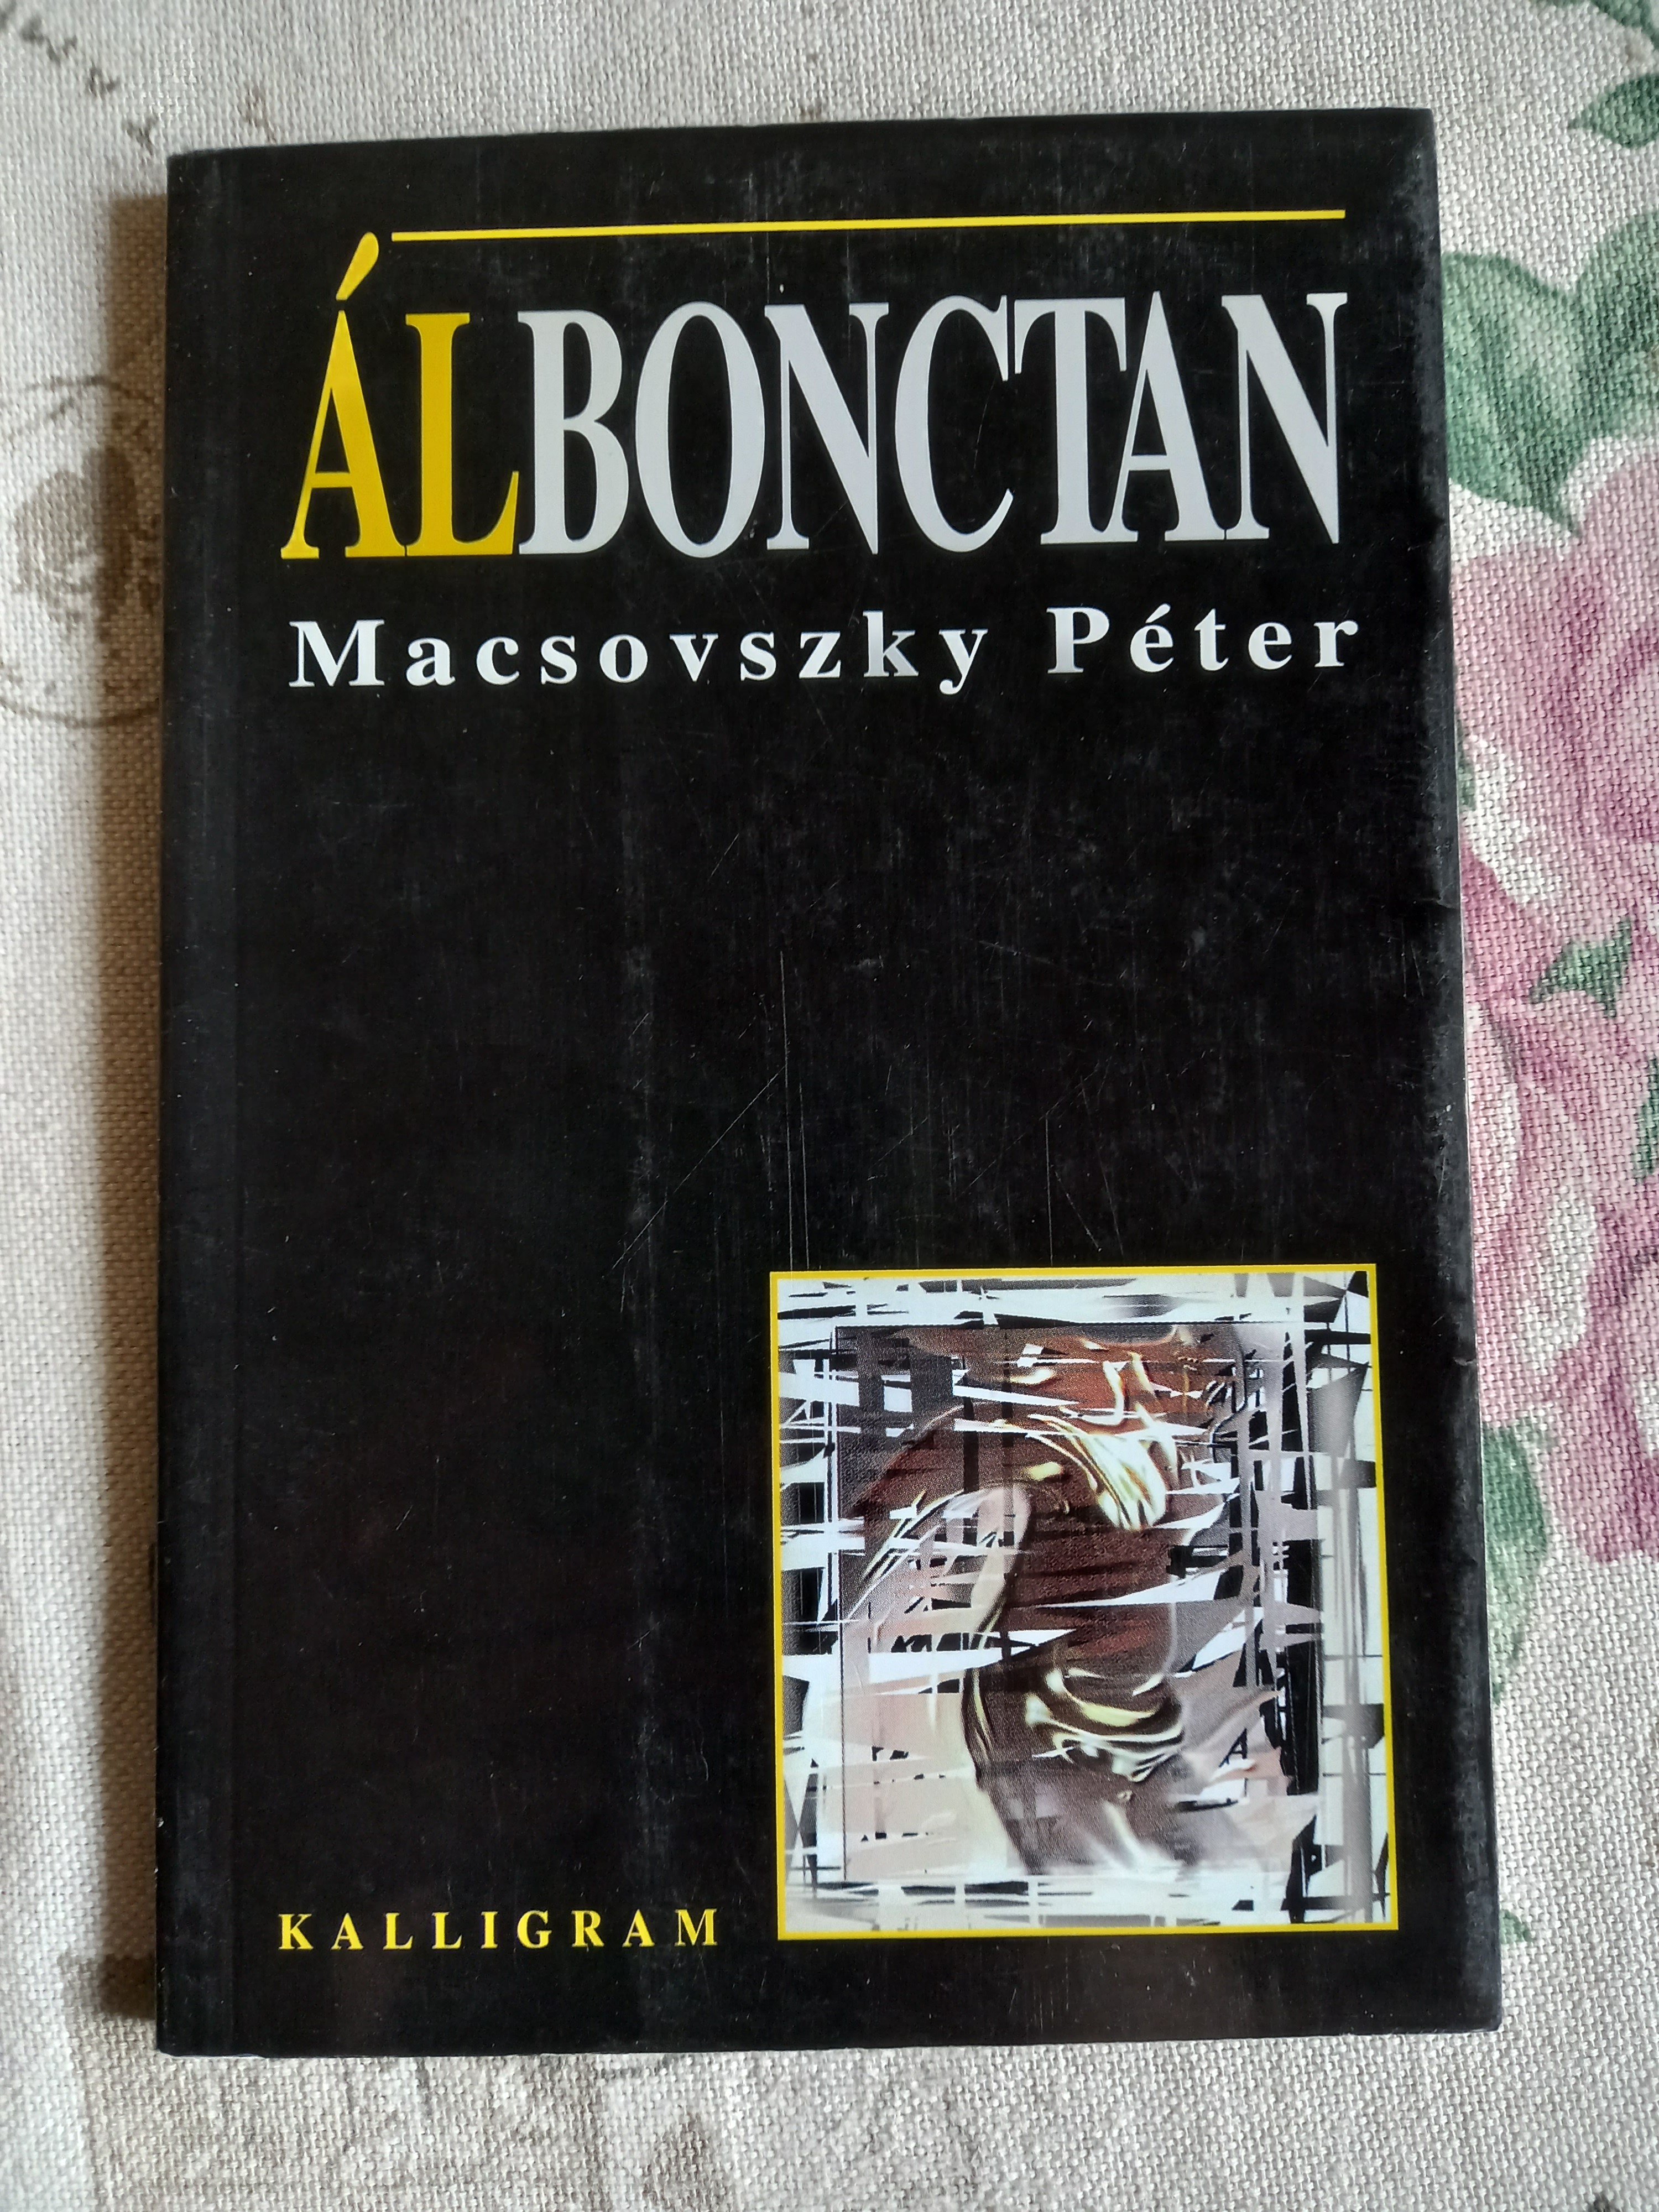 ÁLBONCTAN
Macsovszky Péter
KALLIGRAM